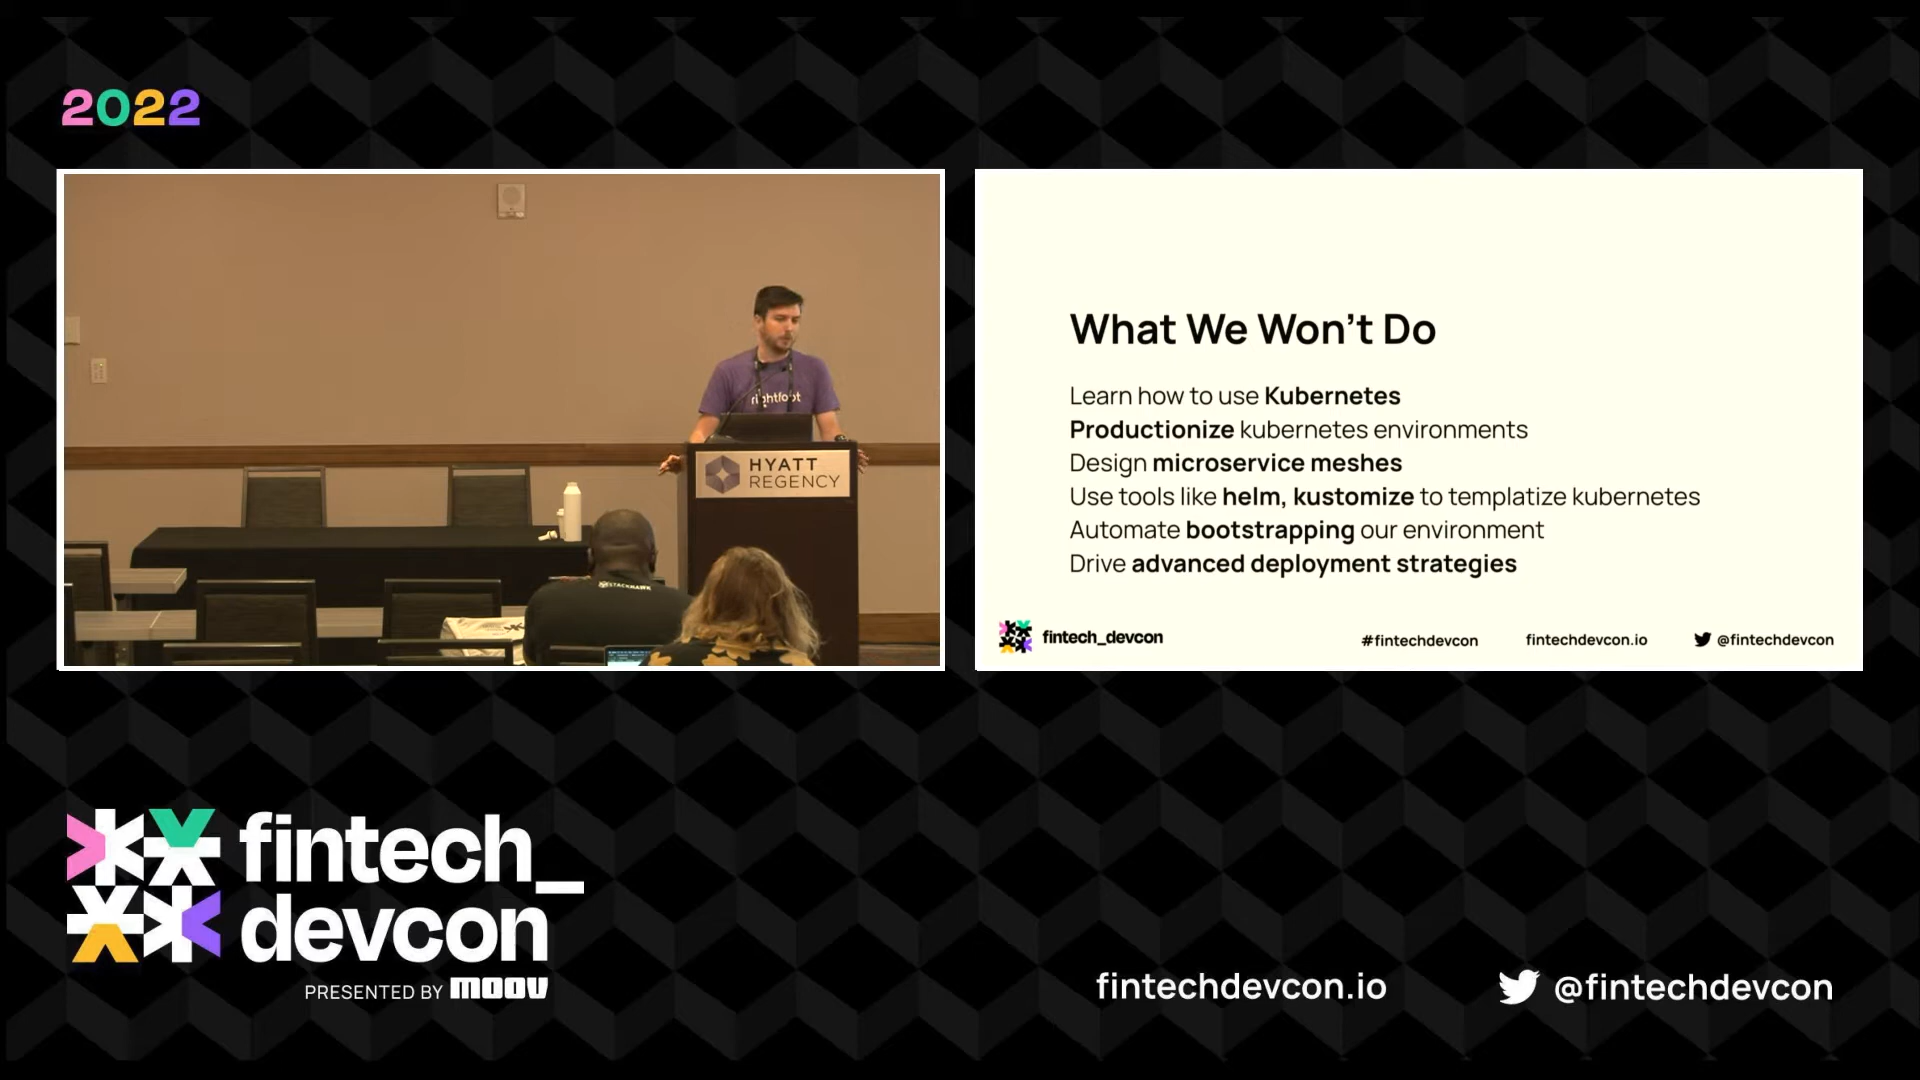 2022
rightfoot
HYATT
REGENCY
STACKHAWK
What We Won't Do
Learn how to use Kubernetes
Productionize kubernetes environments
Design microservice meshes
Use tools like helm, kustomize to templatize kubernetes
Automate bootstrapping our environment
Drive advanced deployment strategies
fintech_devcon
#fintechdevcon
fintechdevcon.io
@fintechdevcon
fintech_
devcon
PRESENTED BY moov
fintechdevcon.io
@fintechdevcon